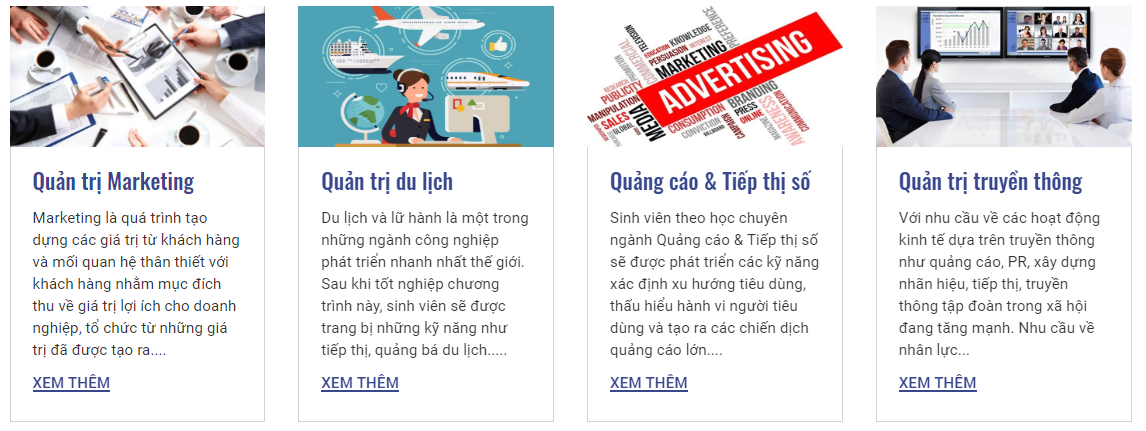 TELEVISION
EDUCATION
KNOWLEDGE
PREFERENCE
PERSUASION
INTEREST
COMMERCIAL
MARKETING
PROMOTION
PUBLICITY
MANIPULATION
ADVERTISING
SALES
GLOBAL
MEDIA
BRANDING
CONSUMPTION
PRESS
CONVICTION
ONLINE
CAMPAIGN
AWARENESS
MAGAZINE
COMMUNICATION
BILLBOARD
Quản trị Marketing
Marketing là quá trình tạo
dựng các giá trị từ khách hàng
và mối quan hệ thân thiết với
khách hàng nhằm mục đích
thu về giá trị lợi ích cho doanh
nghiệp, tổ chức từ những giá
trị đã được tạo ra....
XEM THÊM
Quản trị du lịch
Du lịch và lữ hành là một trong
những ngành công nghiệp
phát triển nhanh nhất thế giới.
Sau khi tốt nghiệp chương
trình này, sinh viên sẽ được
trang bị những kỹ năng như
tiếp thị, quảng bá du lịch.....
XEM THÊM
Quảng cáo & Tiếp thị số
Sinh viên theo học chuyên
ngành Quảng cáo & Tiếp thị số
sẽ được phát triển các kỹ năng
xác định xu hướng tiêu dùng,
thấu hiểu hành vi người tiêu
dùng và tạo ra các chiến dịch
quảng cáo lớn....
XEM THÊM
Quản trị truyền thông
Với nhu cầu về các hoạt động
kinh tế dựa trên truyền thông
như quảng cáo, PR, xây dựng
nhãn hiệu, tiếp thị, truyền
thông tập đoàn trong xã hội
đang tăng mạnh. Nhu cầu về
nhân lực...
XEM THÊM